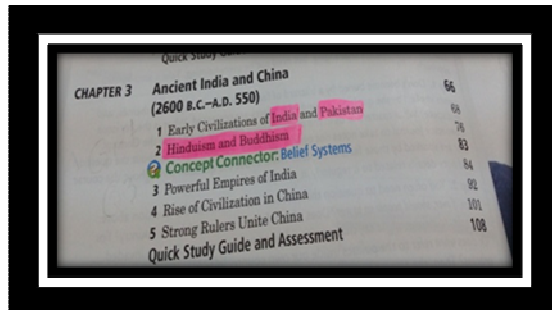 Quick Study
CHAPTER 3 Ancient India and China 66
(2600 B.C.–A.D. 550)
1 Early Civilizations of India and Pakistan 68
2 Hinduism and Buddhism 76
Concept Connector: Belief Systems 83
3 Powerful Empires of India 84
4 Rise of Civilization in China 92
5 Strong Rulers Unite China 101
Quick Study Guide and Assessment 108